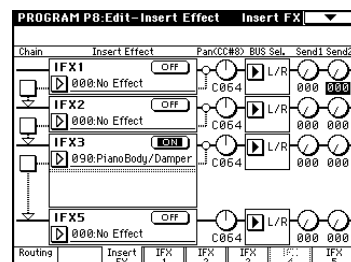 PROGRAM P8:Edit-Insert Effect Insert FX
Chain Insert Effect Pan(CC#8) BUS Sel. Send1 Send2
IFX1 OFF
000:No Effect C064 L/R 000 000
IFX2 OFF
000:No Effect C064 L/R 000 000
IFX3 ON
090:PianoBody/Damper C064 L/R 000 000
IFX5 OFF
000:No Effect C064 L/R 000 000
Routing Insert FX IFX 1 IFX 2 IFX 3 IFX 5